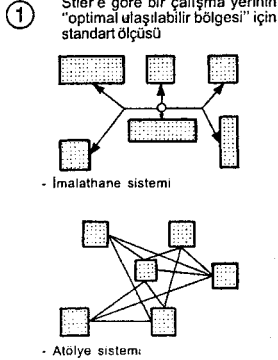 1
Stier'e göre bir çalışma yerinin
"optimal ulaşılabilir bölgesi" için
standart ölçüsü
- İmalathane sistemi
- Atölye sistemi